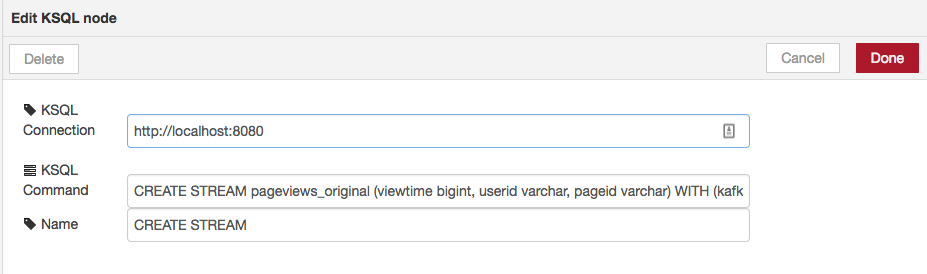 Edit KSQL node
Delete
Cancel
Done
KSQL
Connection
http://localhost:8080
KSQL
Command
CREATE STREAM pageviews_original (viewtime bigint, userid varchar, pageid varchar) WITH (kafk
Name
CREATE STREAM